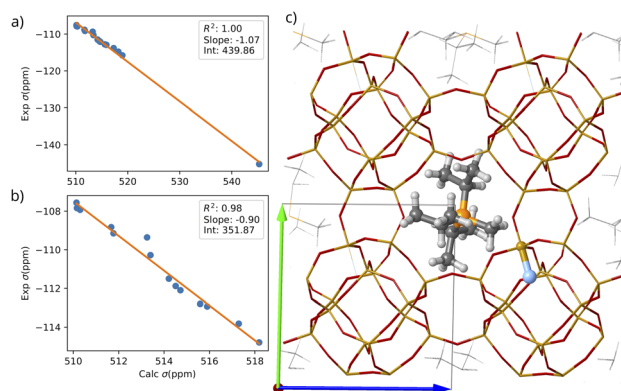 a)
−110
−120
−130
−140
Exp σ(ppm)
510
520
530
540
R²: 1.00
Slope: -1.07
Int: 439.86
b)
−108
−110
−112
−114
Exp σ(ppm)
510
512
514
516
518
Calc σ(ppm)
R²: 0.98
Slope: -0.90
Int: 351.87
c)